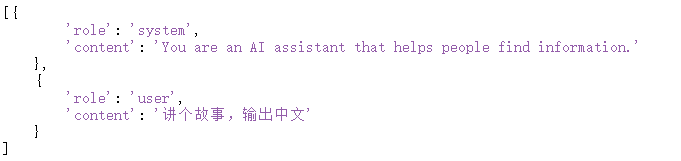 [{
'role': 'system',
'content': 'You are an AI assistant that helps people find information.'
},
{
'role': 'user',
'content': '讲个故事，输出中文'
}
]